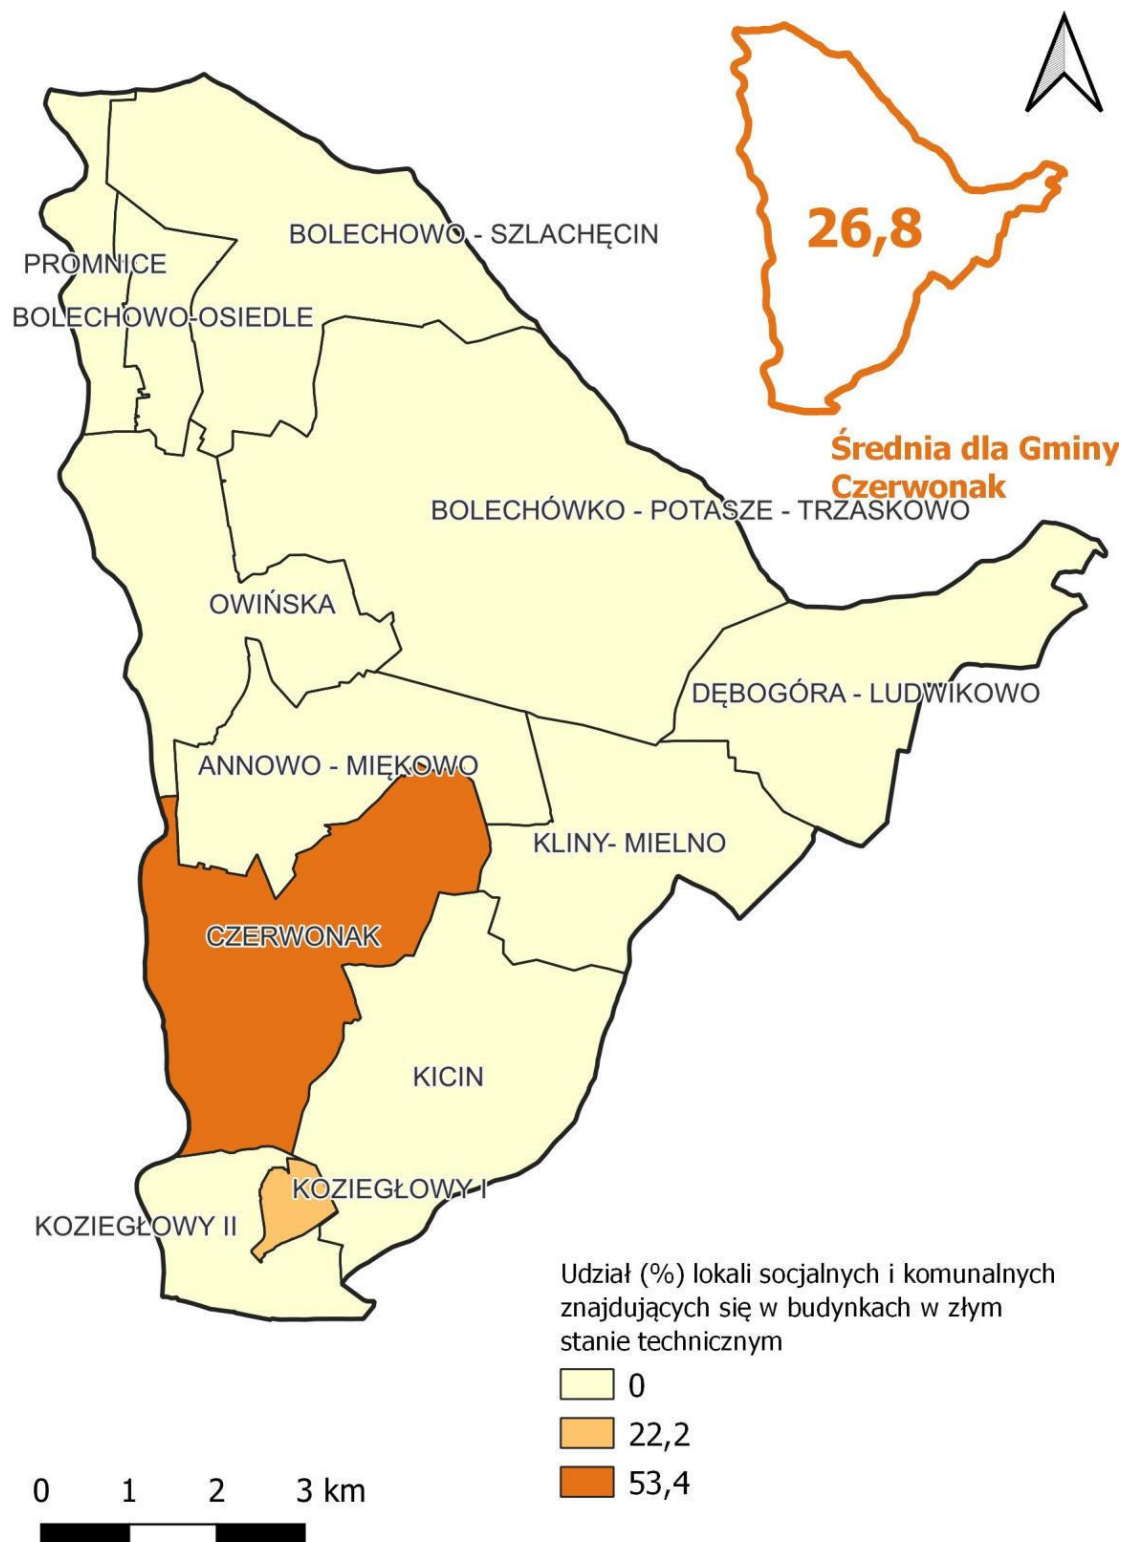 BOLECHOWO - SZLACHĘCIN
26,8
PROMNICE
BOLECHOWO-OSIEDLE
Średnia dla Gminy
Czerwonak
BOLECHÓWKO - POTASZE - TRZASKOWO
OWIŃSKA
DĘBOGÓRA - LUDWIKOWO
ANNOWO - MIĘKOWO
KLINY- MIELNO
CZERWONAK
KICIN
KOZIEGŁOWY I
KOZIEGŁOWY II
Udział (%) lokali socjalnych i komunalnych
znajdujących się w budynkach w złym
stanie technicznym
0
22,2
53,4
0 1 2 3 km